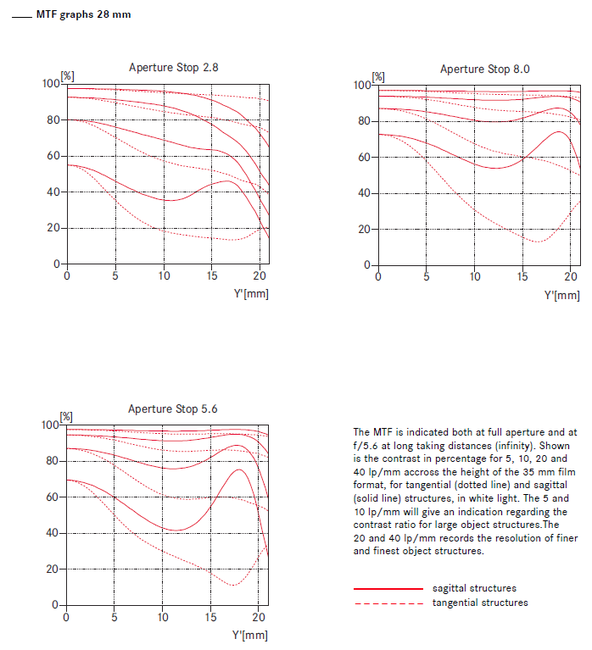 MTF graphs 28 mm
Aperture Stop 2.8
[%]
100
80
60
40
20
0
0 5 10 15 20
Y'[mm]
Aperture Stop 8.0
[%]
100
80
60
40
20
0
0 5 10 15 20
Y'[mm]
Aperture Stop 5.6
[%]
100
80
60
40
20
0
0 5 10 15 20
Y'[mm]
The MTF is indicated both at full aperture and at
f/5.6 at long taking distances (infinity). Shown
is the contrast in percentage for 5, 10, 20 and
40 lp/mm accross the height of the 35 mm film
format, for tangential (dotted line) and sagittal
(solid line) structures, in white light. The 5 and
10 lp/mm will give an indication regarding the
contrast ratio for large object structures.The
20 and 40 lp/mm records the resolution of finer
and finest object structures.
sagittal structures
tangential structures